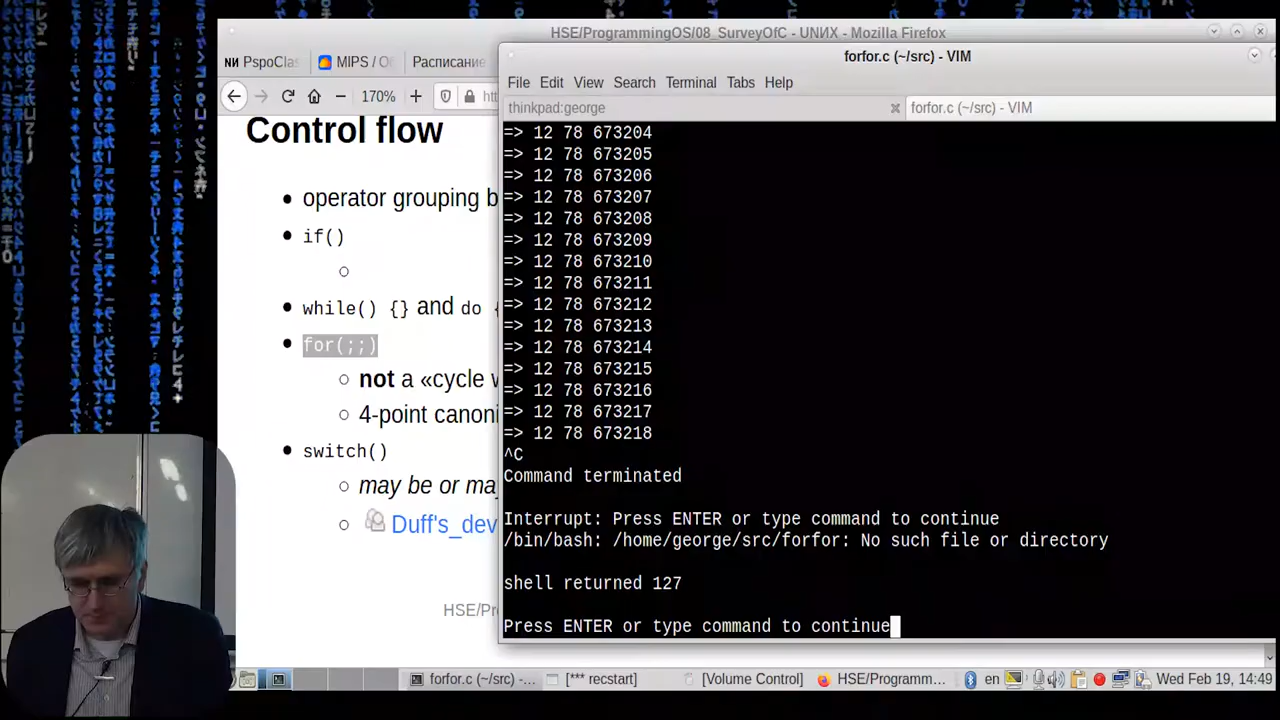 HSE/ProgrammingOS/08_SurveyOfC - UNИX - Mozilla Firefox
forfor.c (~/src) - VIM
NИ PspoClas
MIPS / O
Расписание
File Edit View Search Terminal Tabs Help
170%
thinkpad:george
forfor.c (~/src) - VIM
Control flow
operator grouping b
if()
while() {} and do {
for(;;)
not a «cycle w
4-point canoni
switch()
may be or ma
Duff's_dev
HSE/Pro
=> 12 78 673204
=> 12 78 673205
=> 12 78 673206
=> 12 78 673207
=> 12 78 673208
=> 12 78 673209
=> 12 78 673210
=> 12 78 673211
=> 12 78 673212
=> 12 78 673213
=> 12 78 673214
=> 12 78 673215
=> 12 78 673216
=> 12 78 673217
=> 12 78 673218
^C
Command terminated
Interrupt: Press ENTER or type command to continue
/bin/bash: /home/george/src/forfor: No such file or directory
shell returned 127
Press ENTER or type command to continue
forfor.c (~/src) -...
[*** recstart]
[Volume Control]
HSE/Programm...
en
Wed Feb 19, 14:49